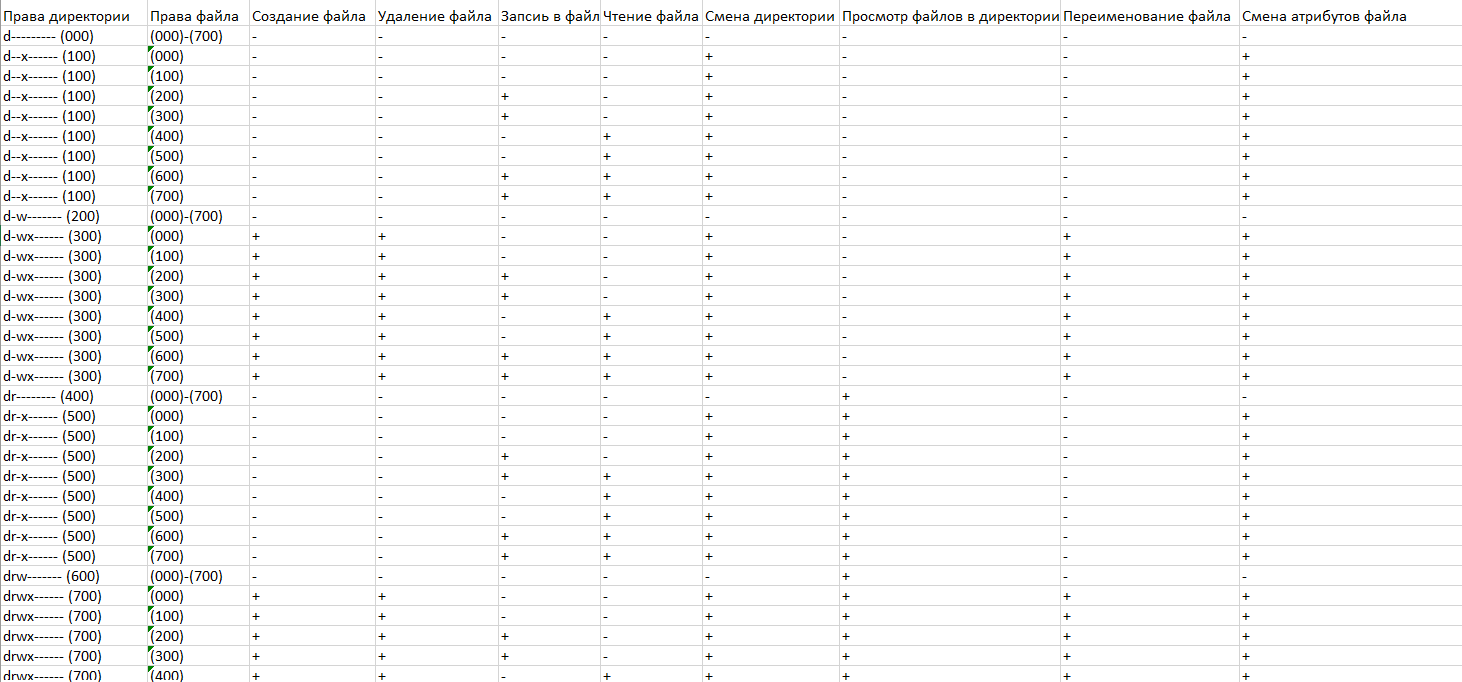 Права директории Права файла Создание файла Удаление файла Запсиь в файл Чтение файла Смена директории Просмотр файлов в директории Переименование файла Смена атрибутов файла
d--------- (000) (000)-(700) - - - - - - - -
d--x------ (100) (000) - - - - + - - +
d--x------ (100) (100) - - - - + - - +
d--x------ (100) (200) - - + - + - - +
d--x------ (100) (300) - - + - + - - +
d--x------ (100) (400) - - - + + - - +
d--x------ (100) (500) - - - + + - - +
d--x------ (100) (600) - - + + + - - +
d--x------ (100) (700) - - + + + - - +
d-w------- (200) (000)-(700) - - - - - - - -
d-wx------ (300) (000) + + - - + - + +
d-wx------ (300) (100) + + - - + - + +
d-wx------ (300) (200) + + + - + - + +
d-wx------ (300) (300) + + + - + - + +
d-wx------ (300) (400) + + - + + - + +
d-wx------ (300) (500) + + - + + - + +
d-wx------ (300) (600) + + + + + - + +
d-wx------ (300) (700) + + + + + - + +
dr-------- (400) (000)-(700) - - - - - + - -
dr-x------ (500) (000) - - - - + + - +
dr-x------ (500) (100) - - - - + + - +
dr-x------ (500) (200) - - + - + + - +
dr-x------ (500) (300) - - + + + + - +
dr-x------ (500) (400) - - - + + + - +
dr-x------ (500) (500) - - - + + + - +
dr-x------ (500) (600) - - + + + + - +
dr-x------ (500) (700) - - + + + + - +
drw------- (600) (000)-(700) - - - - - + - -
drwx------ (700) (000) + + - - + + + +
drwx------ (700) (100) + + - - + + + +
drwx------ (700) (200) + + + - + + + +
drwx------ (700) (300) + + + - + + + +
drwx------ (700) (400) + + - + + + + +